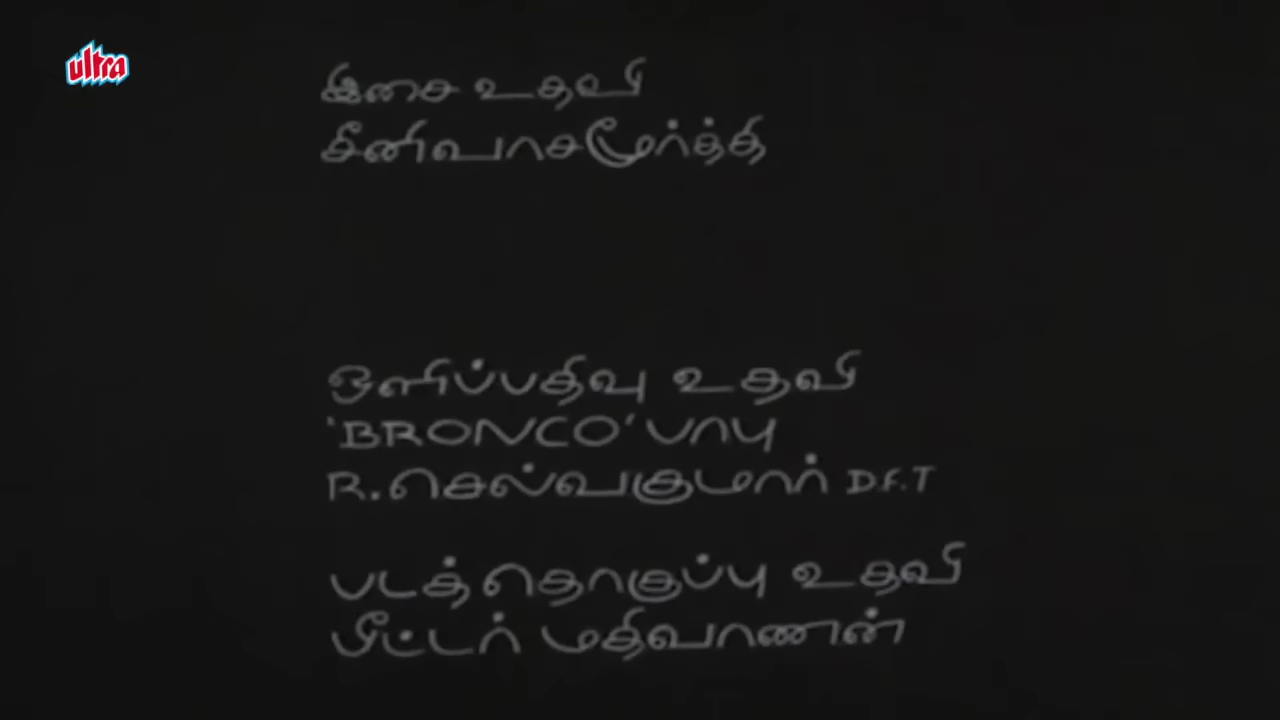 ultra
இசை உதவி
சீனிவாசமூர்த்தி
ஒளிப்பதிவு உதவி
'BRONCO' பாபு
R. செல்வகுமார் D.F.T
படத்தொகுப்பு உதவி
பீட்டர் மதிவாணன்